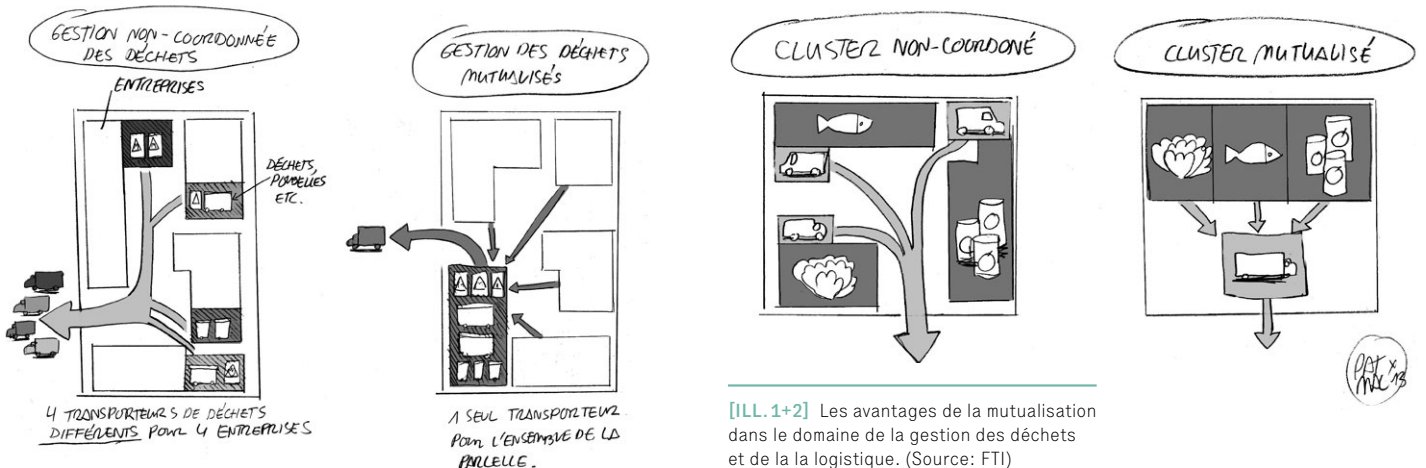 GESTION NON-COORDONNÉE
DES DÉCHETS
ENTREPRISES
DÉCHETS,
POUBELLES
ETC.
4 TRANSPORTEURS DE DÉCHETS
DIFFÉRENTS POUR 4 ENTREPRISES
GESTION DES DÉCHETS
MUTUALISÉS
1 SEUL TRANSPORTEUR
POUR L'ENSEMBLE DE LA
PARCELLE.
CLUSTER NON-COORDONÉ
CLUSTER MUTUALISÉ
[ILL.1+2] Les avantages de la mutualisation
dans le domaine de la gestion des déchets
et de la la logistique. (Source: FTI)